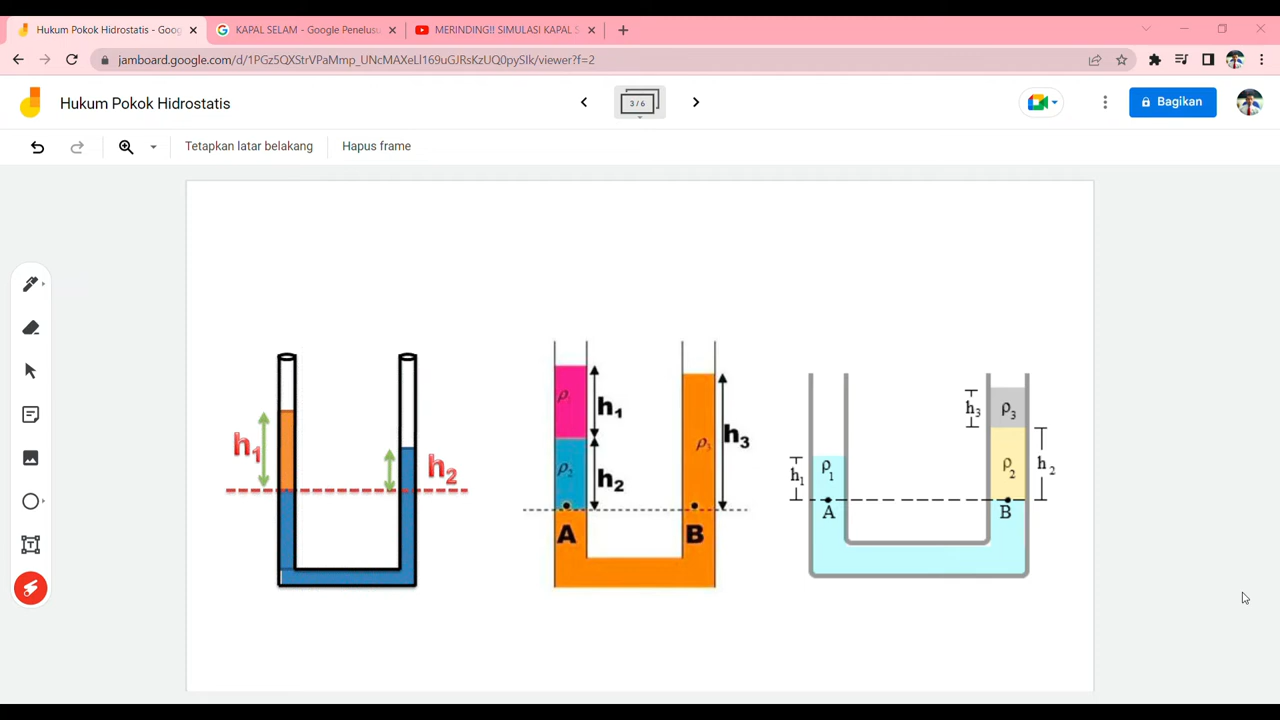 Hukum Pokok Hidrostatis - Goog
KAPAL SELAM - Google Penelusu
MERINDING!! SIMULASI KAPAL S
jamboard.google.com/d/1PGz5QXStrVPaMmp_UNcMAXeLl169uGJRsKzUQ0pySIk/viewer?f=2
Hukum Pokok Hidrostatis
3 / 6
Bagikan
Tetapkan latar belakang
Hapus frame
h₁
h₂
ρ
h₁
ρ₂
h₂
ρ₃
h₃
A
B
h₃
ρ₃
h₁
ρ₁
ρ₂
h₂
A
B